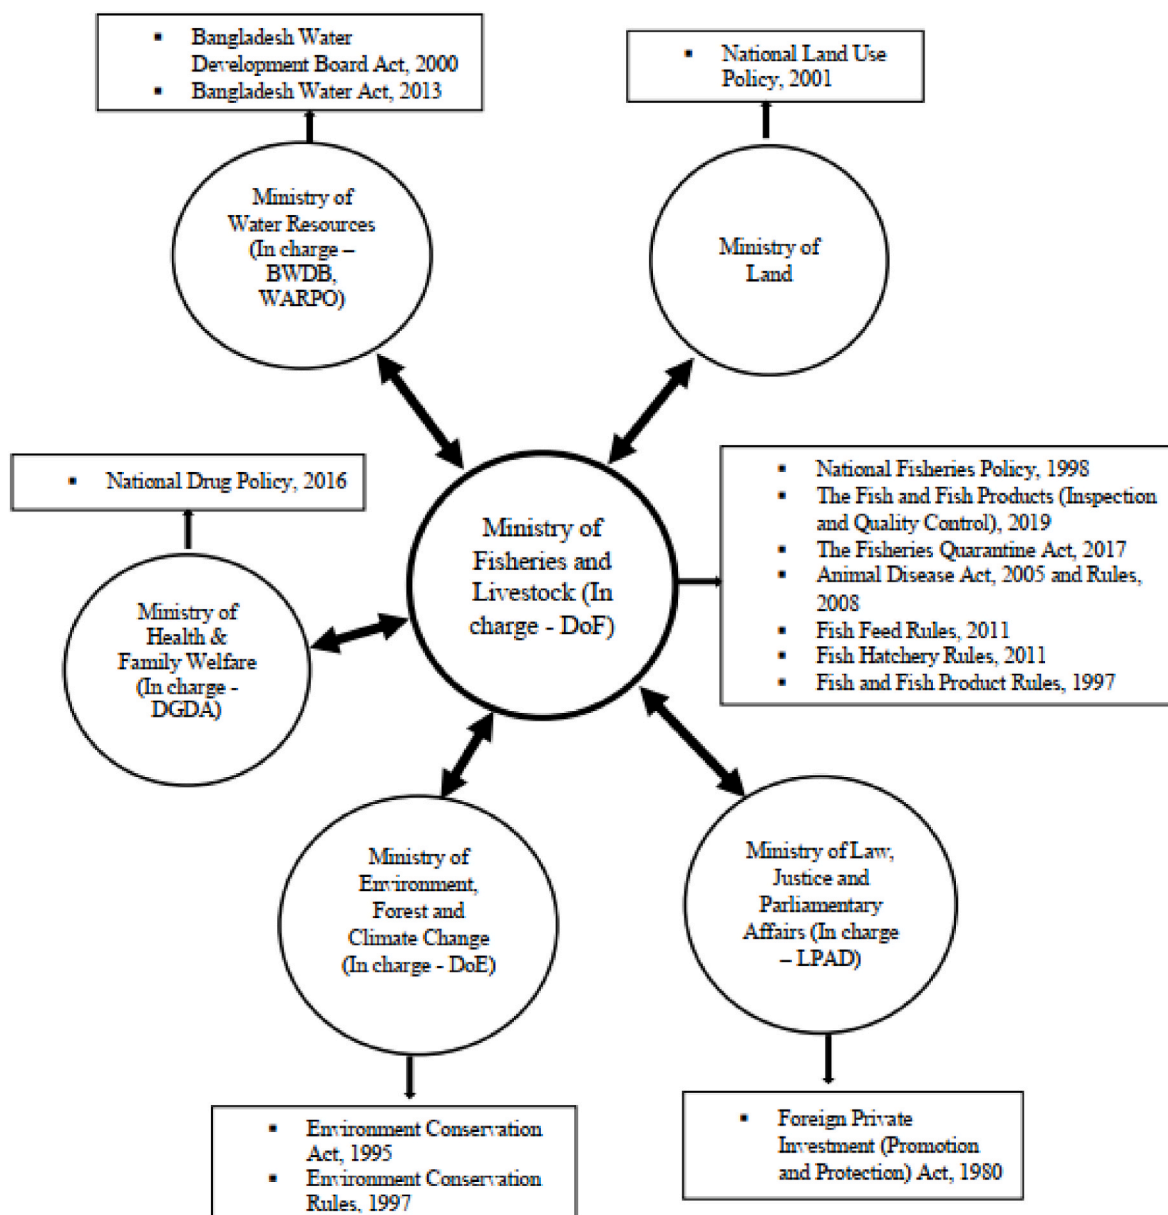 ▪ Bangladesh Water
Development Board Act, 2000
▪ Bangladesh Water Act, 2013
▪ National Land Use
Policy, 2001
Ministry of
Water Resources
(In charge –
BWDB,
WARPO)
Ministry of
Land
▪ National Drug Policy, 2016
▪ National Fisheries Policy, 1998
▪ The Fish and Fish Products (Inspection
and Quality Control), 2019
▪ The Fisheries Quarantine Act, 2017
▪ Animal Disease Act, 2005 and Rules,
2008
▪ Fish Feed Rules, 2011
▪ Fish Hatchery Rules, 2011
▪ Fish and Fish Product Rules, 1997
Ministry of
Fisheries and
Livestock (In
charge - DoF)
Ministry of
Health &
Family Welfare
(In charge -
DGDA)
Ministry of
Environment,
Forest and
Climate Change
(In charge - DoE)
Ministry of Law,
Justice and
Parliamentary
Affairs (In charge
– LPAD)
▪ Environment Conservation
Act, 1995
▪ Environment Conservation
Rules, 1997
▪ Foreign Private
Investment (Promotion
and Protection) Act, 1980